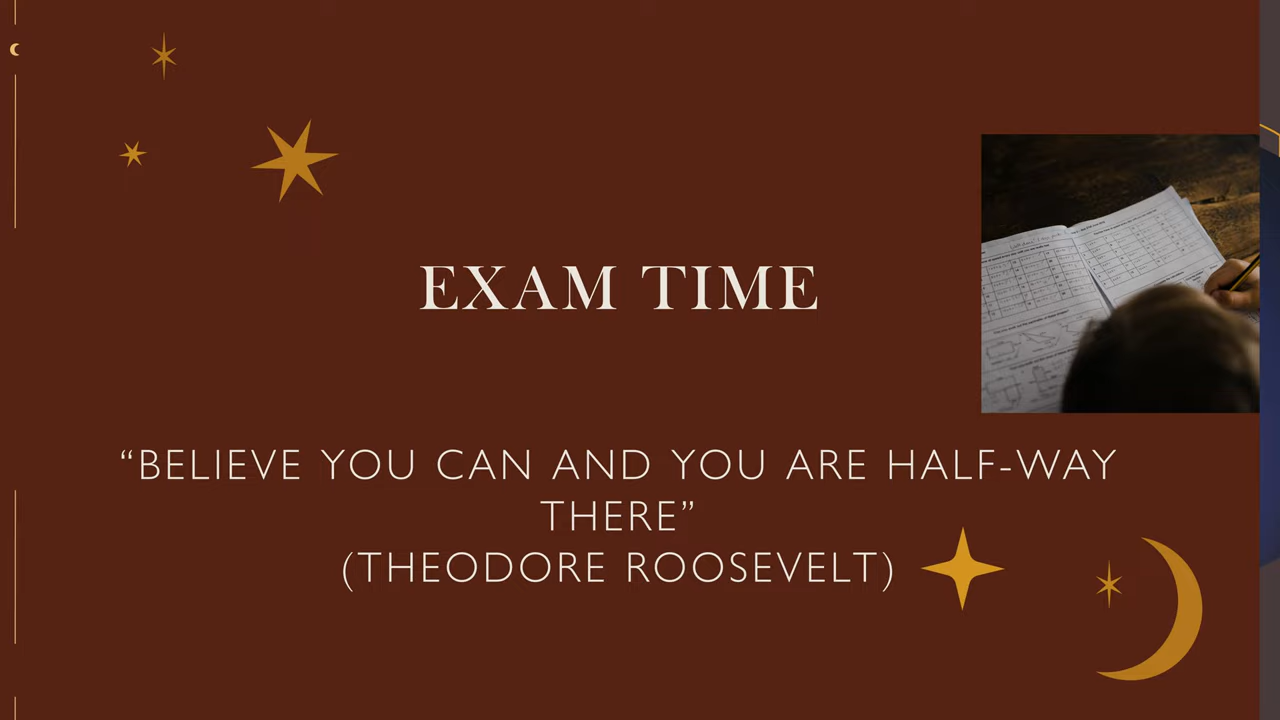 EXAM TIME
“BELIEVE YOU CAN AND YOU ARE HALF-WAY
THERE”
(THEODORE ROOSEVELT)